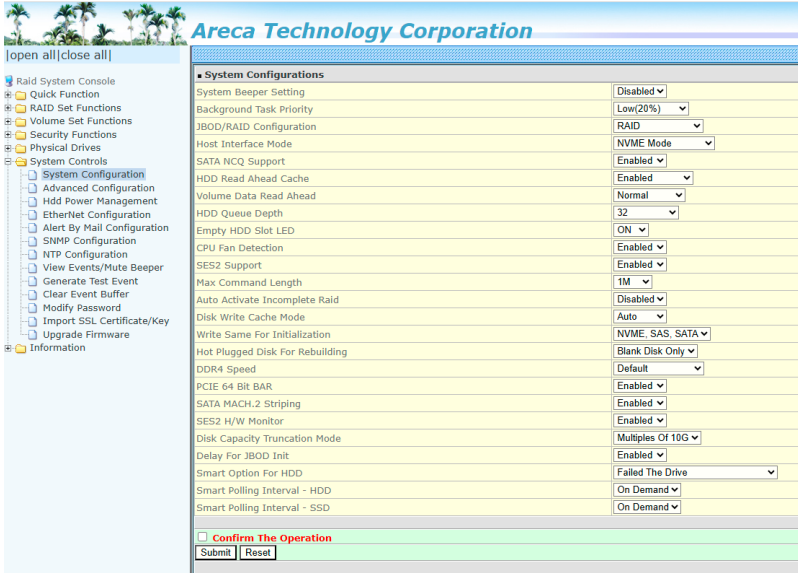 Areca Technology Corporation
|open all|close all|
Raid System Console
Quick Function
RAID Set Functions
Volume Set Functions
Security Functions
Physical Drives
System Controls
System Configuration
Advanced Configuration
Hdd Power Management
EtherNet Configuration
Alert By Mail Configuration
SNMP Configuration
NTP Configuration
View Events/Mute Beeper
Generate Test Event
Clear Event Buffer
Modify Password
Import SSL Certificate/Key
Upgrade Firmware
Information
System Configurations
System Beeper Setting Disabled
Background Task Priority Low(20%)
JBOD/RAID Configuration RAID
Host Interface Mode NVME Mode
SATA NCQ Support Enabled
HDD Read Ahead Cache Enabled
Volume Data Read Ahead Normal
HDD Queue Depth 32
Empty HDD Slot LED ON
CPU Fan Detection Enabled
SES2 Support Enabled
Max Command Length 1M
Auto Activate Incomplete Raid Disabled
Disk Write Cache Mode Auto
Write Same For Initialization NVME, SAS, SATA
Hot Plugged Disk For Rebuilding Blank Disk Only
DDR4 Speed Default
PCIE 64 Bit BAR Enabled
SATA MACH.2 Striping Enabled
SES2 H/W Monitor Enabled
Disk Capacity Truncation Mode Multiples Of 10G
Delay For JBOD Init Enabled
Smart Option For HDD Failed The Drive
Smart Polling Interval - HDD On Demand
Smart Polling Interval - SSD On Demand
Confirm The Operation
Submit Reset